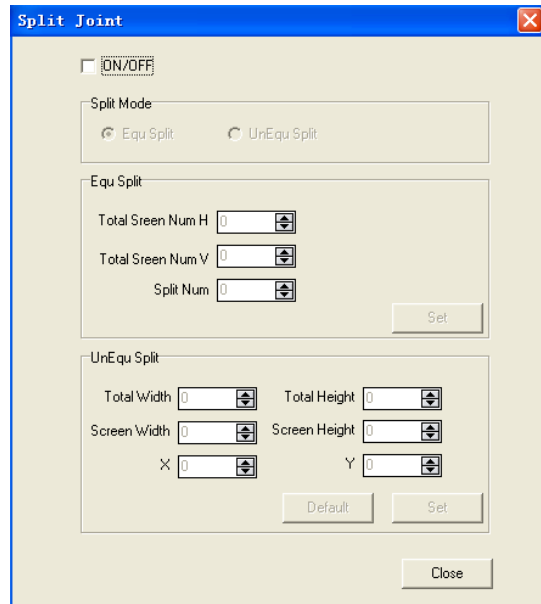 Split Joint
ON/OFF
Split Mode
Equ Split UnEqu Split
Equ Split
Total Sreen Num H 0
Total Sreen Num V 0
Split Num 0
Set
UnEqu Split
Total Width 0 Total Height 0
Screen Width 0 Screen Height 0
X 0 Y 0
Default Set
Close